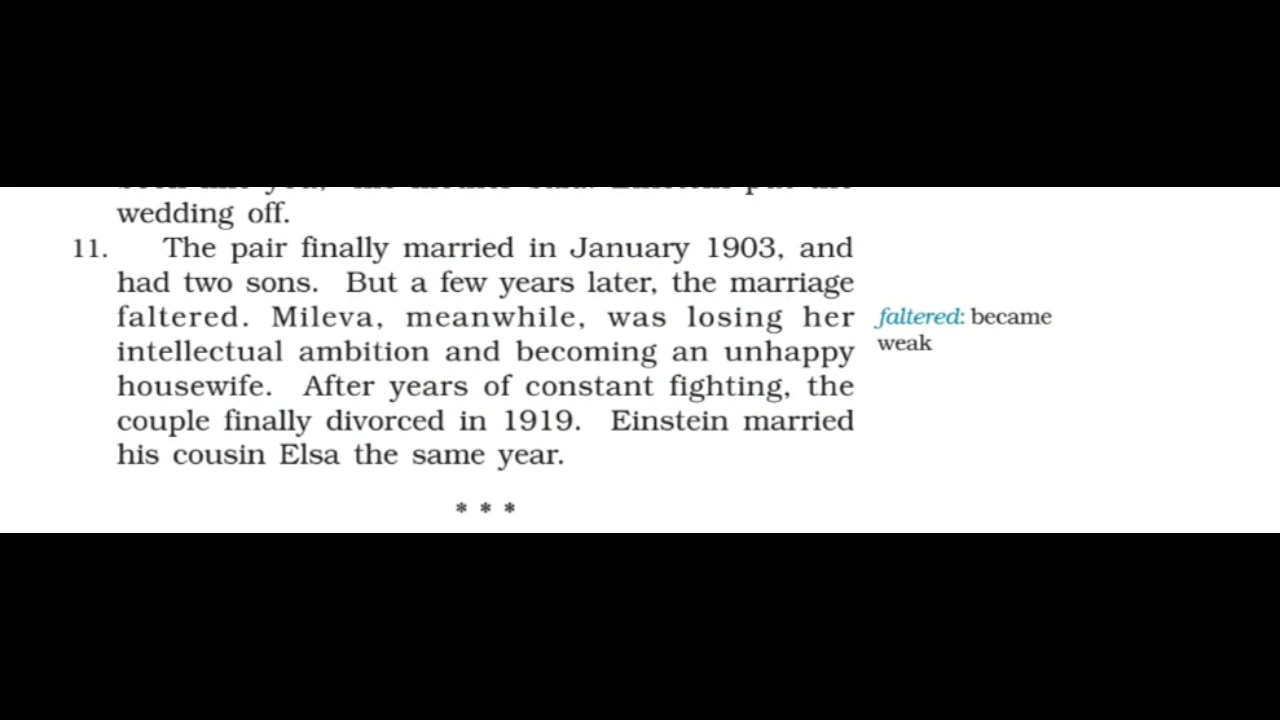 wedding off.
11. The pair finally married in January 1903, and
had two sons. But a few years later, the marriage
faltered. Mileva, meanwhile, was losing her
intellectual ambition and becoming an unhappy
housewife. After years of constant fighting, the
couple finally divorced in 1919. Einstein married
his cousin Elsa the same year.
* * *
faltered: became
weak